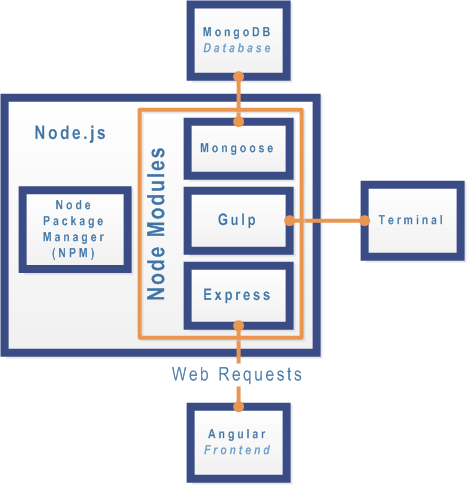 MongoDB
Database
Node.js
Node Modules
Mongoose
Node
Package
Manager
(NPM)
Gulp
Terminal
Express
Web Requests
Angular
Frontend